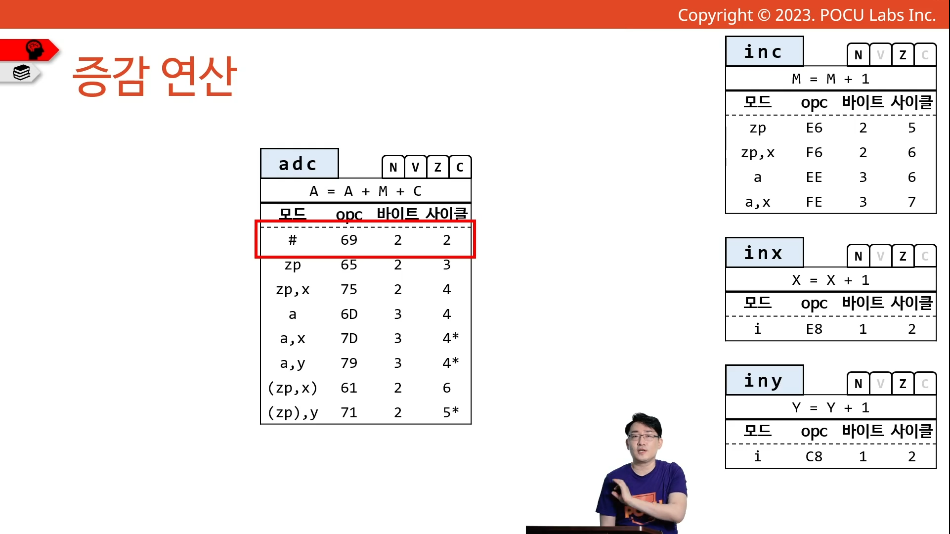 Copyright © 2023. POCU Labs Inc.
증감 연산
adc N V Z C
A = A + M + C
모드 opc 바이트 사이클
# 69 2 2
zp 65 2 3
zp,x 75 2 4
a 6D 3 4
a,x 7D 3 4*
a,y 79 3 4*
(zp,x) 61 2 6
(zp),y 71 2 5*
inc N V Z C
M = M + 1
모드 opc 바이트 사이클
zp E6 2 5
zp,x F6 2 6
a EE 3 6
a,x FE 3 7
inx N V Z C
X = X + 1
모드 opc 바이트 사이클
i E8 1 2
iny N V Z C
Y = Y + 1
모드 opc 바이트 사이클
i C8 1 2